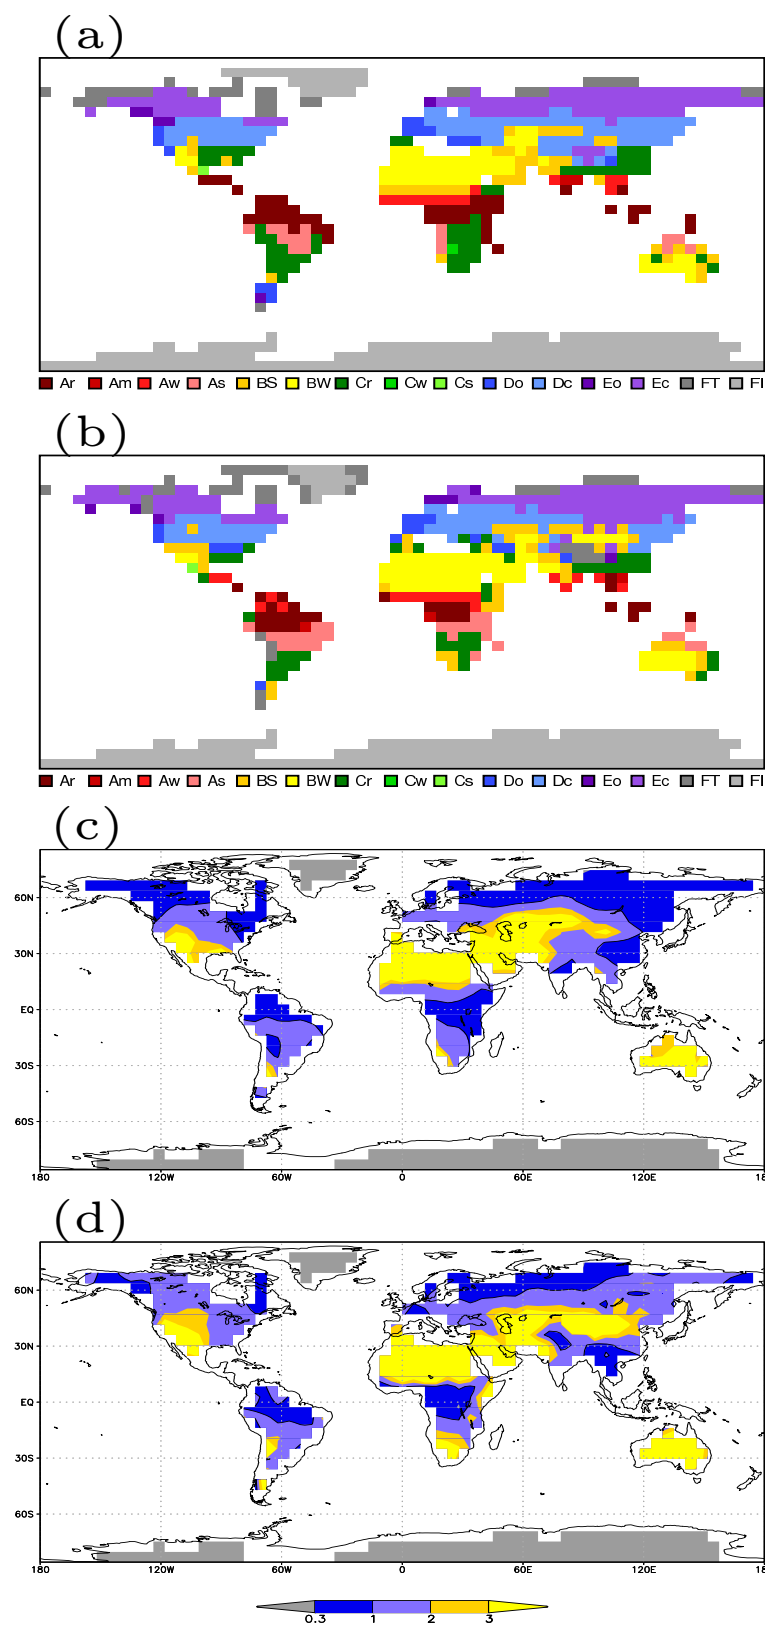 (a)
Ar Am Aw As BS BW Cr Cw Cs Do Dc Eo Ec FT FI
(b)
Ar Am Aw As BS BW Cr Cw Cs Do Dc Eo Ec FT FI
(c)
60N
30N
EQ
30S
60S
180 120W 60W 0 60E 120E 18
(d)
60N
30N
EQ
30S
60S
180 120W 60W 0 60E 120E 18
0.3 1 2 3